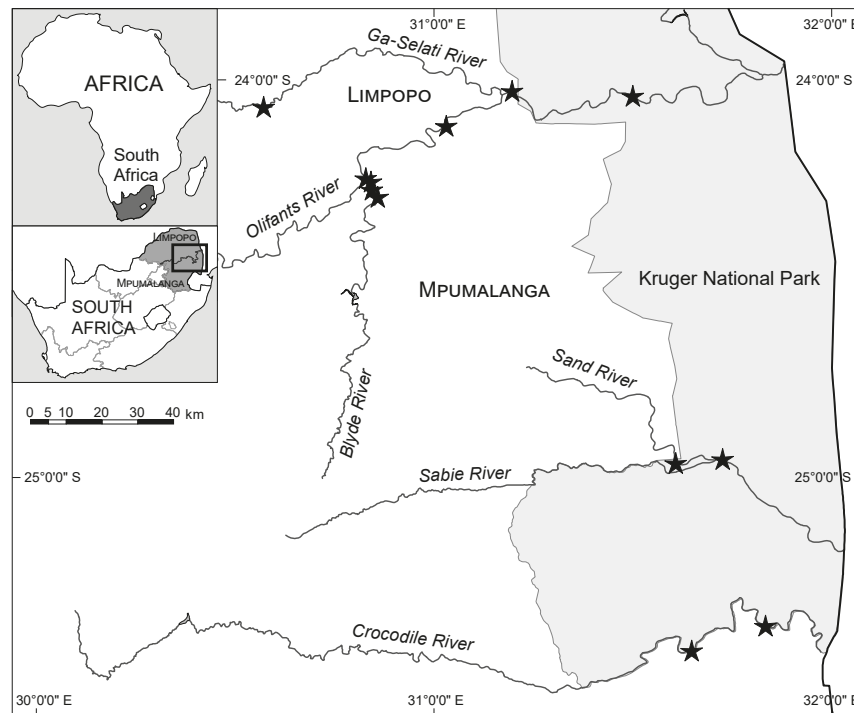 31°0'0" E
32°0'0" E
AFRICA
South
Africa
Ga-Selati River
24°0'0" S
24°0'0" S
LIMPOPO
Olifants River
LIMPOPO
MPUMALANGA
SOUTH
AFRICA
MPUMALANGA
Kruger National Park
Sand River
Blyde River
0 5 10 20 30 40 km
Sabie River
25°0'0" S
25°0'0" S
Crocodile River
30°0'0" E
31°0'0" E
32°0'0" E